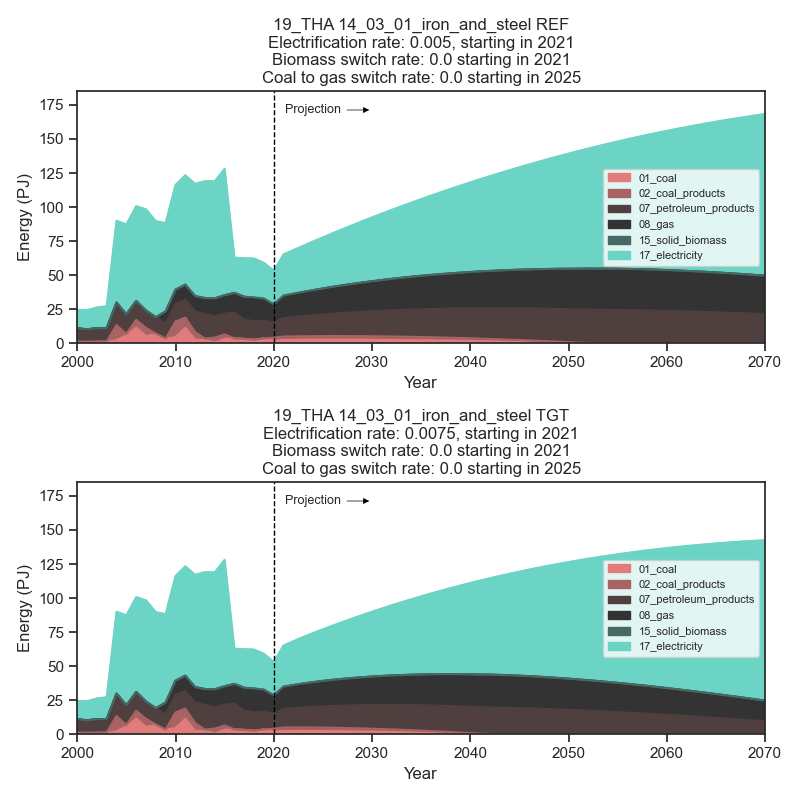 19_THA 14_03_01_iron_and_steel REF
Electrification rate: 0.005, starting in 2021
Biomass switch rate: 0.0 starting in 2021
Coal to gas switch rate: 0.0 starting in 2025
Projection
175
150
125
100
75
50
25
0
Energy (PJ)
01_coal
02_coal_products
07_petroleum_products
08_gas
15_solid_biomass
17_electricity
2000 2010 2020 2030 2040 2050 2060 2070
Year
19_THA 14_03_01_iron_and_steel TGT
Electrification rate: 0.0075, starting in 2021
Biomass switch rate: 0.0 starting in 2021
Coal to gas switch rate: 0.0 starting in 2025
Projection
175
150
125
100
75
50
25
0
Energy (PJ)
01_coal
02_coal_products
07_petroleum_products
08_gas
15_solid_biomass
17_electricity
2000 2010 2020 2030 2040 2050 2060 2070
Year